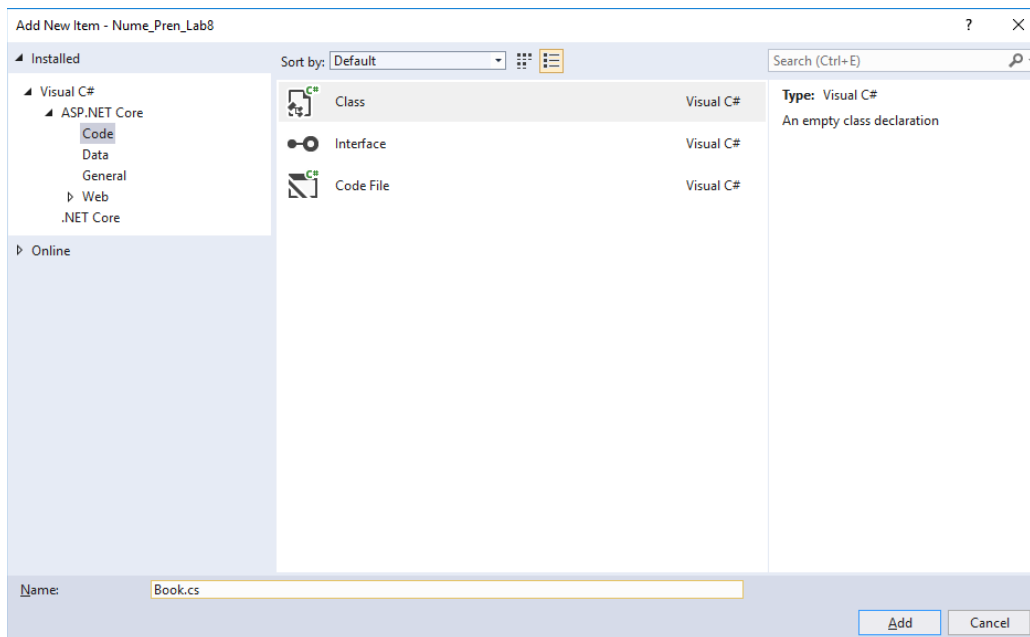 Add New Item - Nume_Pren_Lab8 ?
Installed
Visual C#
ASP.NET Core
Code
Data
General
Web
.NET Core
Online
Sort by: Default
C# Class Visual C#
Interface Visual C#
C# Code File Visual C#
Search (Ctrl+E)
Type: Visual C#
An empty class declaration
Name: Book.cs
Add Cancel